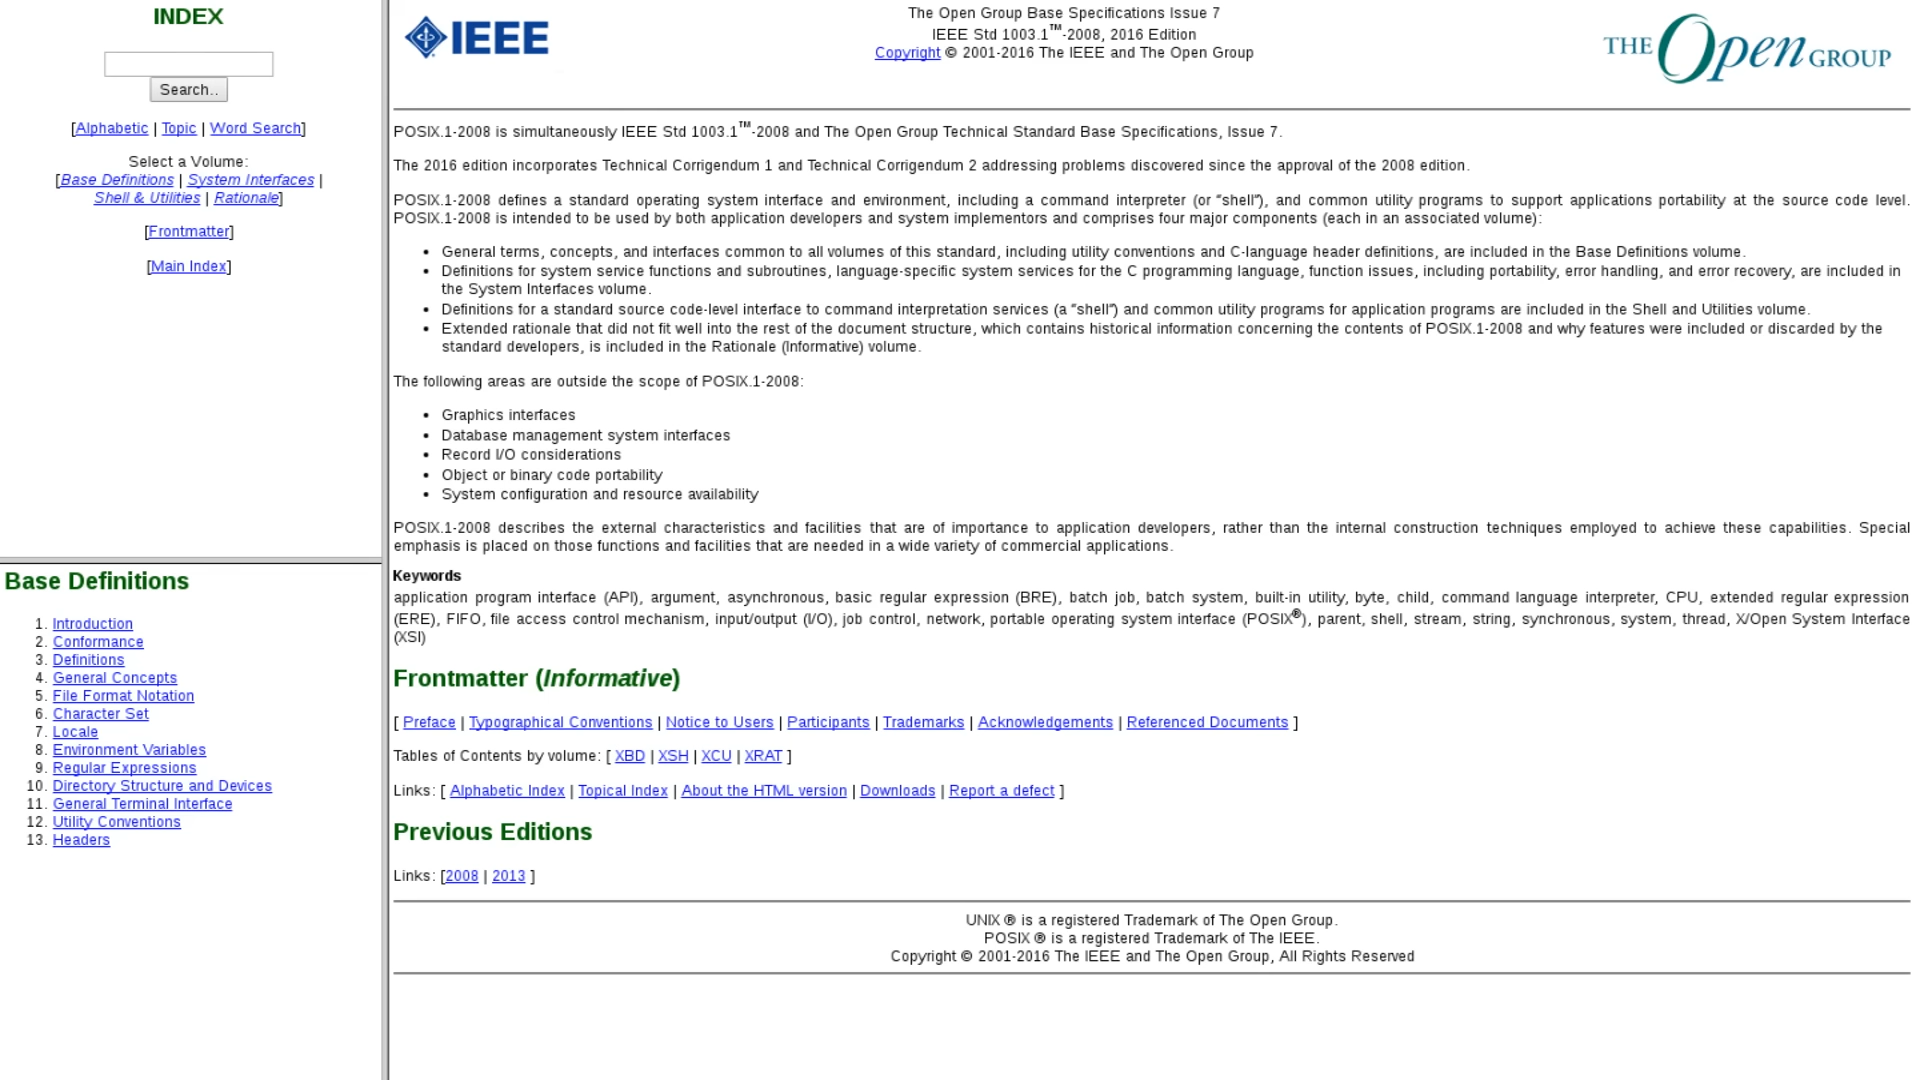 INDEX
Search..
[Alphabetic | Topic | Word Search]
Select a Volume:
[Base Definitions | System Interfaces |
Shell & Utilities | Rationale]
[Frontmatter]
[Main Index]
Base Definitions
1. Introduction
2. Conformance
3. Definitions
4. General Concepts
5. File Format Notation
6. Character Set
7. Locale
8. Environment Variables
9. Regular Expressions
10. Directory Structure and Devices
11. General Terminal Interface
12. Utility Conventions
13. Headers
IEEE
The Open Group Base Specifications Issue 7
IEEE Std 1003.1™-2008, 2016 Edition
Copyright © 2001-2016 The IEEE and The Open Group
THE Open GROUP
POSIX.1-2008 is simultaneously IEEE Std 1003.1™-2008 and The Open Group Technical Standard Base Specifications, Issue 7.
The 2016 edition incorporates Technical Corrigendum 1 and Technical Corrigendum 2 addressing problems discovered since the approval of the 2008 edition.
POSIX.1-2008 defines a standard operating system interface and environment, including a command interpreter (or “shell”), and common utility programs to support applications portability at the source code level.
POSIX.1-2008 is intended to be used by both application developers and system implementors and comprises four major components (each in an associated volume):
• General terms, concepts, and interfaces common to all volumes of this standard, including utility conventions and C-language header definitions, are included in the Base Definitions volume.
• Definitions for system service functions and subroutines, language-specific system services for the C programming language, function issues, including portability, error handling, and error recovery, are included in
the System Interfaces volume.
• Definitions for a standard source code-level interface to command interpretation services (a “shell”) and common utility programs for application programs are included in the Shell and Utilities volume.
• Extended rationale that did not fit well into the rest of the document structure, which contains historical information concerning the contents of POSIX.1-2008 and why features were included or discarded by the
standard developers, is included in the Rationale (Informative) volume.
The following areas are outside the scope of POSIX.1-2008:
• Graphics interfaces
• Database management system interfaces
• Record I/O considerations
• Object or binary code portability
• System configuration and resource availability
POSIX.1-2008 describes the external characteristics and facilities that are of importance to application developers, rather than the internal construction techniques employed to achieve these capabilities. Special
emphasis is placed on those functions and facilities that are needed in a wide variety of commercial applications.
Keywords
application program interface (API), argument, asynchronous, basic regular expression (BRE), batch job, batch system, built-in utility, byte, child, command language interpreter, CPU, extended regular expression
(ERE), FIFO, file access control mechanism, input/output (I/O), job control, network, portable operating system interface (POSIX®), parent, shell, stream, string, synchronous, system, thread, X/Open System Interface
(XSI)
Frontmatter (Informative)
[ Preface | Typographical Conventions | Notice to Users | Participants | Trademarks | Acknowledgements | Referenced Documents ]
Tables of Contents by volume: [ XBD | XSH | XCU | XRAT ]
Links: [ Alphabetic Index | Topical Index | About the HTML version | Downloads | Report a defect ]
Previous Editions
Links: [2008 | 2013 ]
UNIX ® is a registered Trademark of The Open Group.
POSIX ® is a registered Trademark of The IEEE.
Copyright © 2001-2016 The IEEE and The Open Group, All Rights Reserved